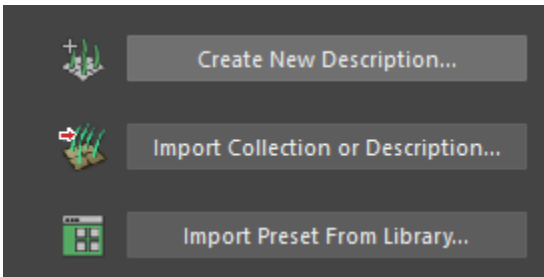 Create New Description...
Import Collection or Description...
Import Preset From Library...